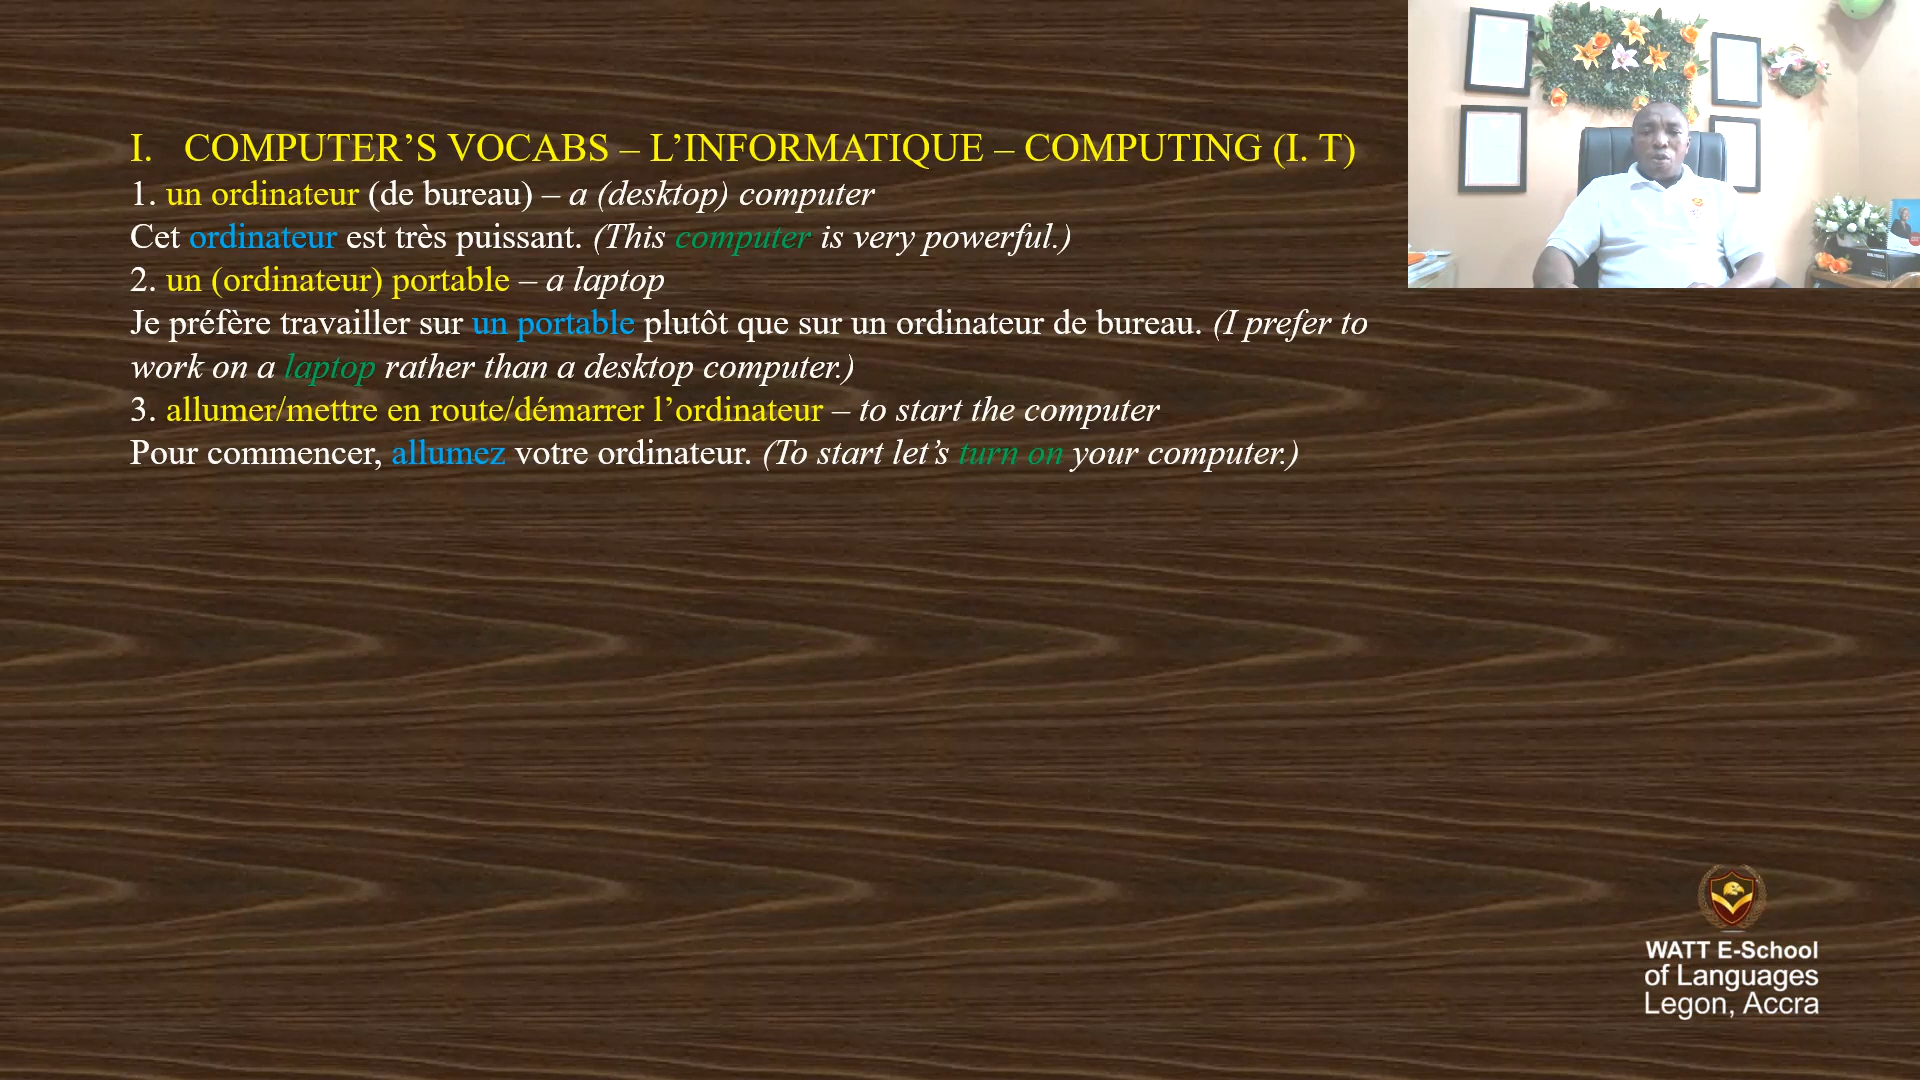 I. COMPUTER’S VOCABS – L’INFORMATIQUE – COMPUTING (I. T)
1. un ordinateur (de bureau) – a (desktop) computer
Cet ordinateur est très puissant. (This computer is very powerful.)
2. un (ordinateur) portable – a laptop
Je préfère travailler sur un portable plutôt que sur un ordinateur de bureau. (I prefer to
work on a laptop rather than a desktop computer.)
3. allumer/mettre en route/démarrer l’ordinateur – to start the computer
Pour commencer, allumez votre ordinateur. (To start let’s turn on your computer.)
WATT E-School
of Languages
Legon, Accra